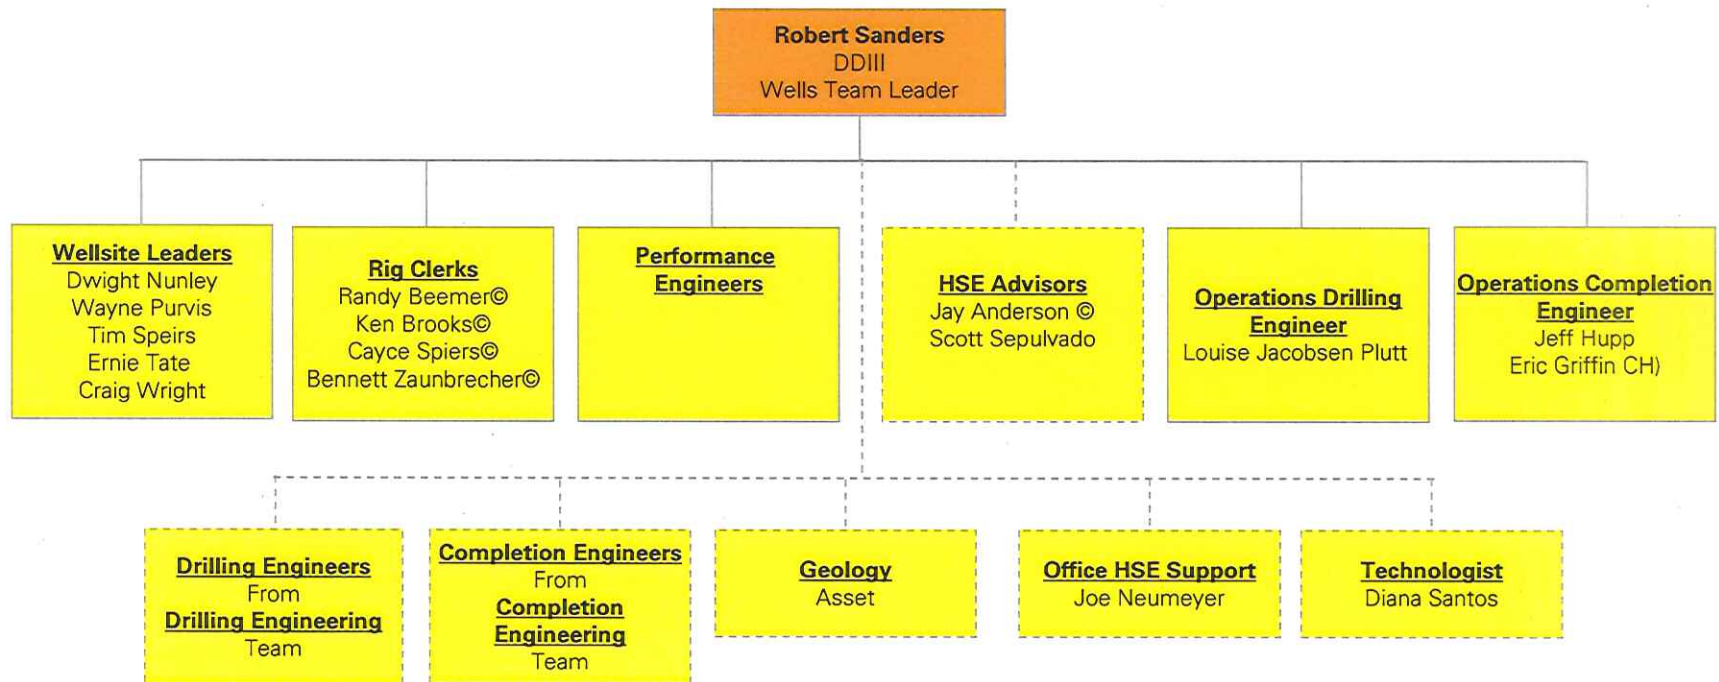 Robert Sanders
DDIII
Wells Team Leader
Wellsite Leaders
Dwight Nunley
Wayne Purvis
Tim Speirs
Ernie Tate
Craig Wright
Rig Clerks
Randy Beemer©
Ken Brooks©
Cayce Spiers©
Bennett Zaunbrecher©
Performance
Engineers
HSE Advisors
Jay Anderson ©
Scott Sepulvado
Operations Drilling
Engineer
Louise Jacobsen Plutt
Operations Completion
Engineer
Jeff Hupp
Eric Griffin CH)
Drilling Engineers
From
Drilling Engineering
Team
Completion Engineers
From
Completion
Engineering
Team
Geology
Asset
Office HSE Support
Joe Neumeyer
Technologist
Diana Santos